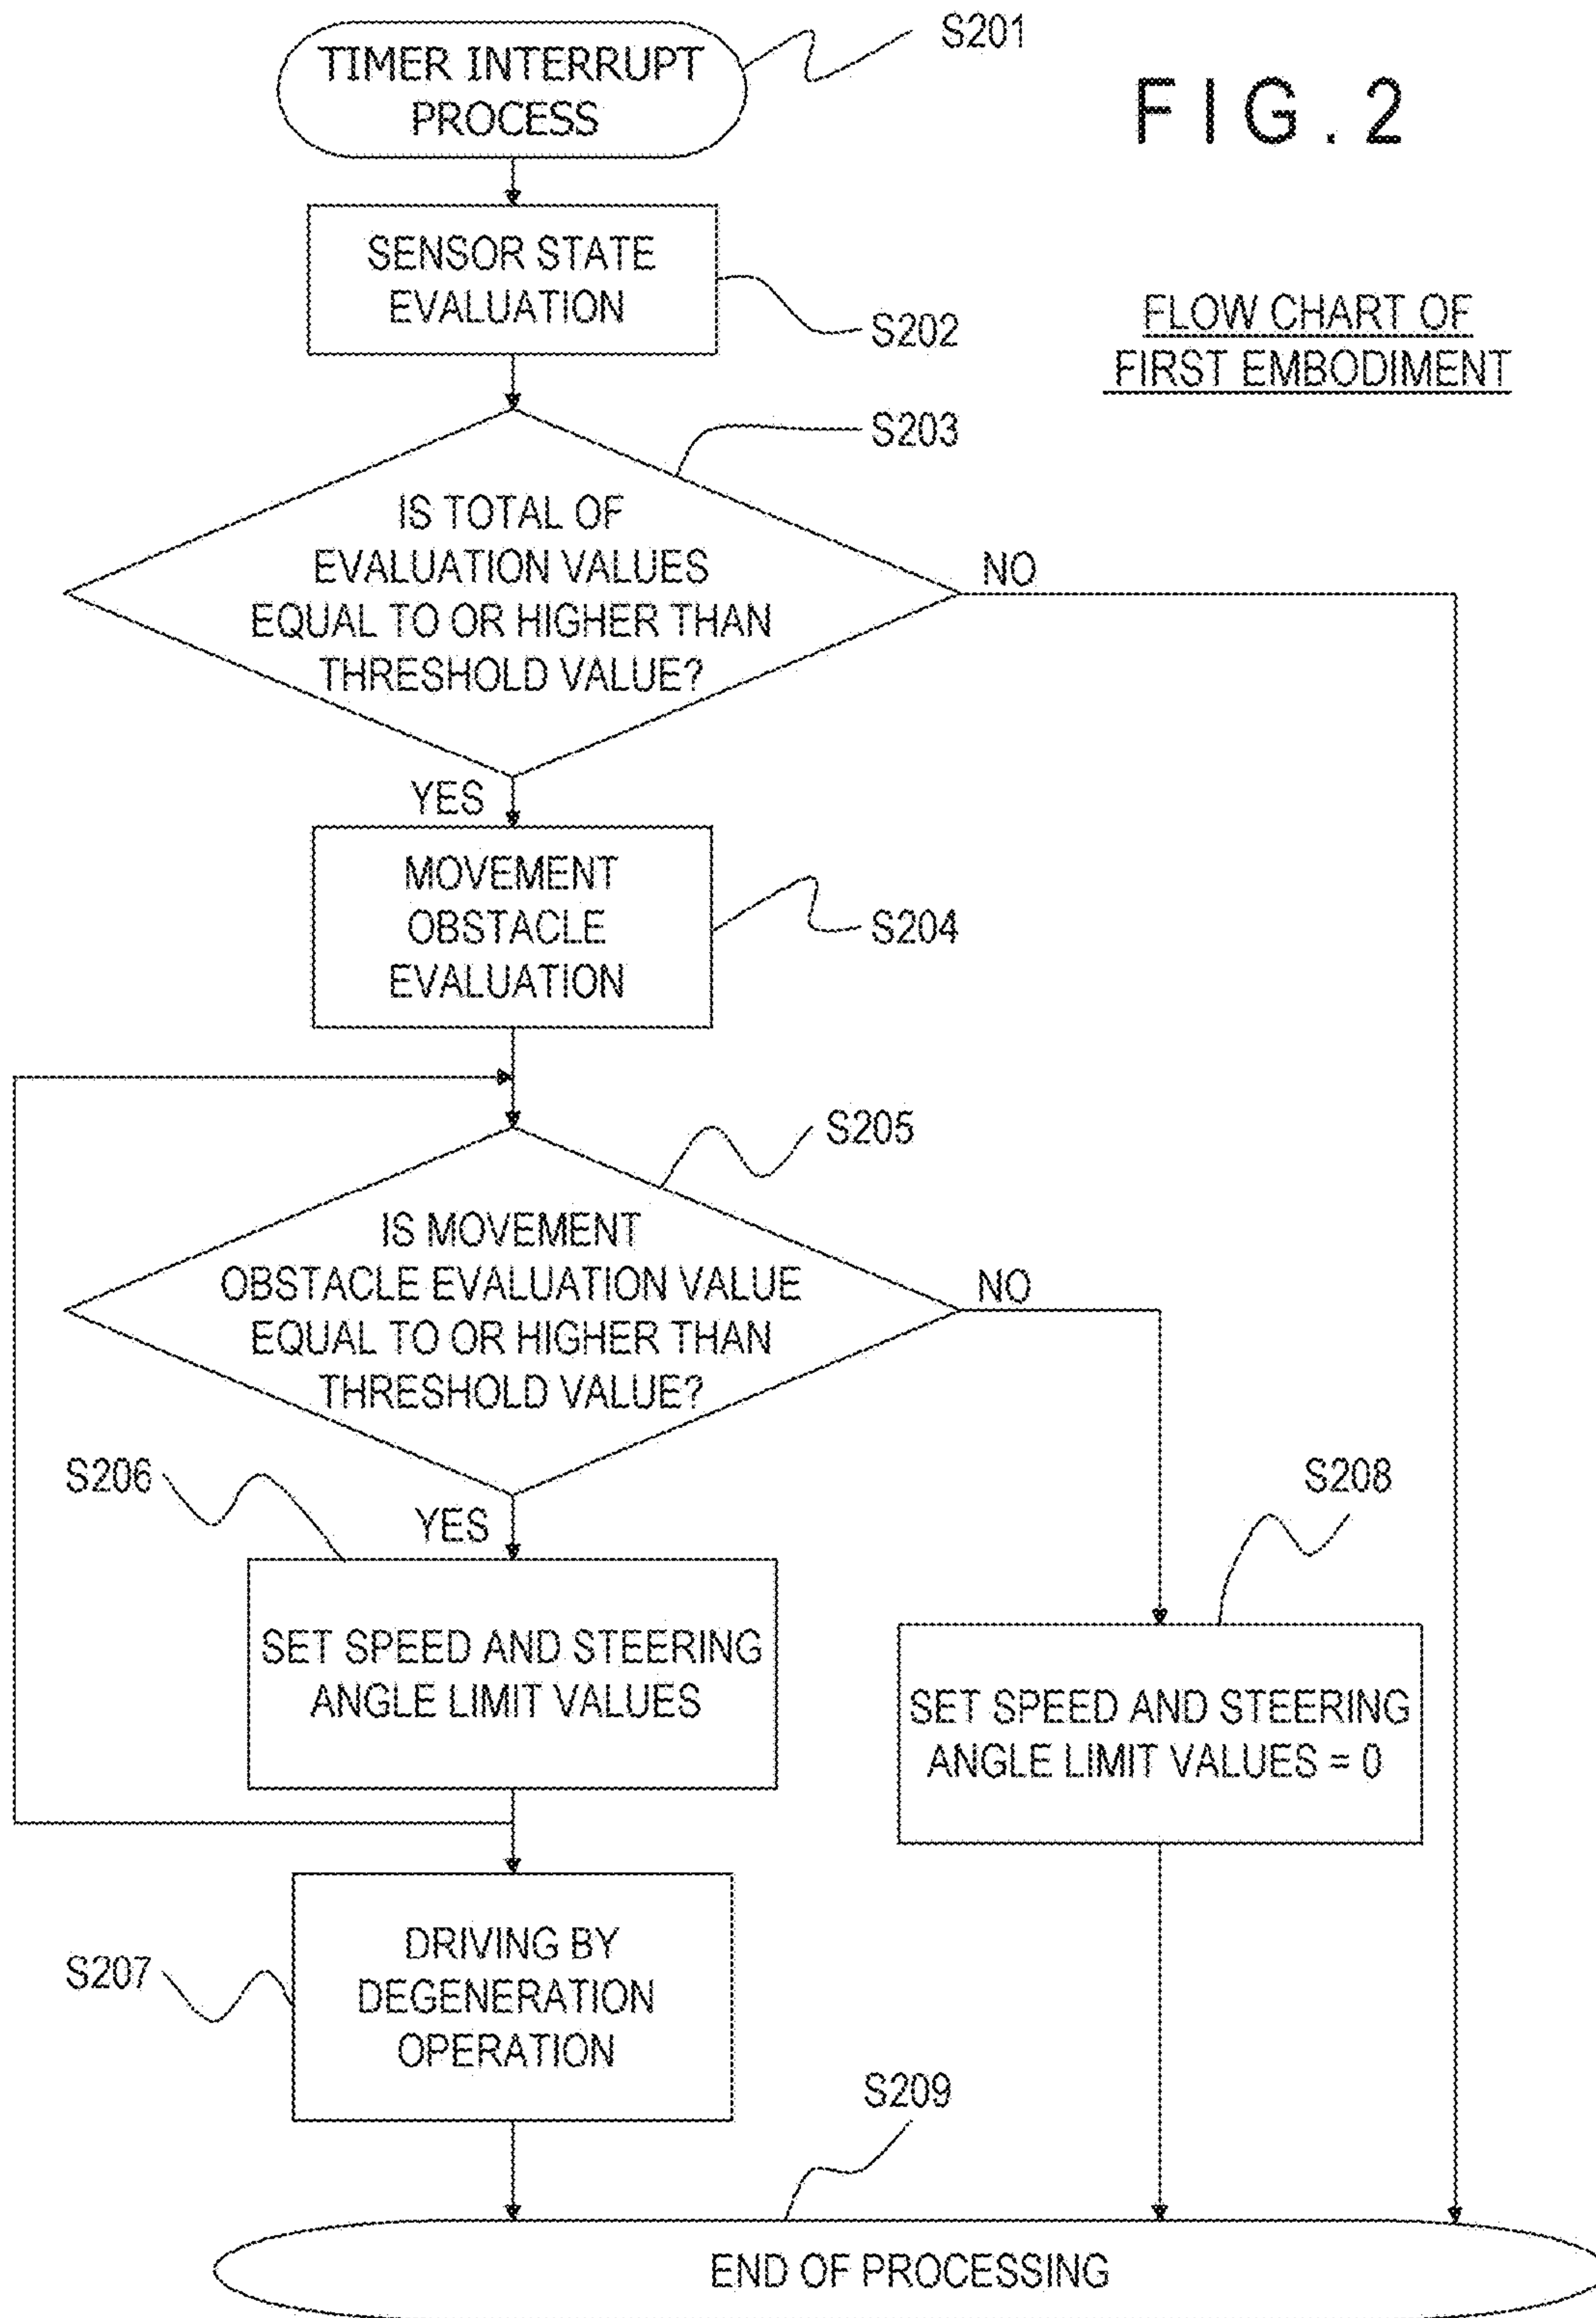 TIMER INTERRUPT
PROCESS
S201
FIG.2
SENSOR STATE
EVALUATION
S202
FLOW CHART OF
FIRST EMBODIMENT
S203
IS TOTAL OF
EVALUATION VALUES
EQUAL TO OR HIGHER THAN
THRESHOLD VALUE?
NO
YES
MOVEMENT
OBSTACLE
EVALUATION
S204
S205
IS MOVEMENT
OBSTACLE EVALUATION VALUE
EQUAL TO OR HIGHER THAN
THRESHOLD VALUE?
NO
S206
YES
S208
SET SPEED AND STEERING
ANGLE LIMIT VALUES
SET SPEED AND STEERING
ANGLE LIMIT VALUES = 0
S207
DRIVING BY
DEGENERATION
OPERATION
S209
END OF PROCESSING